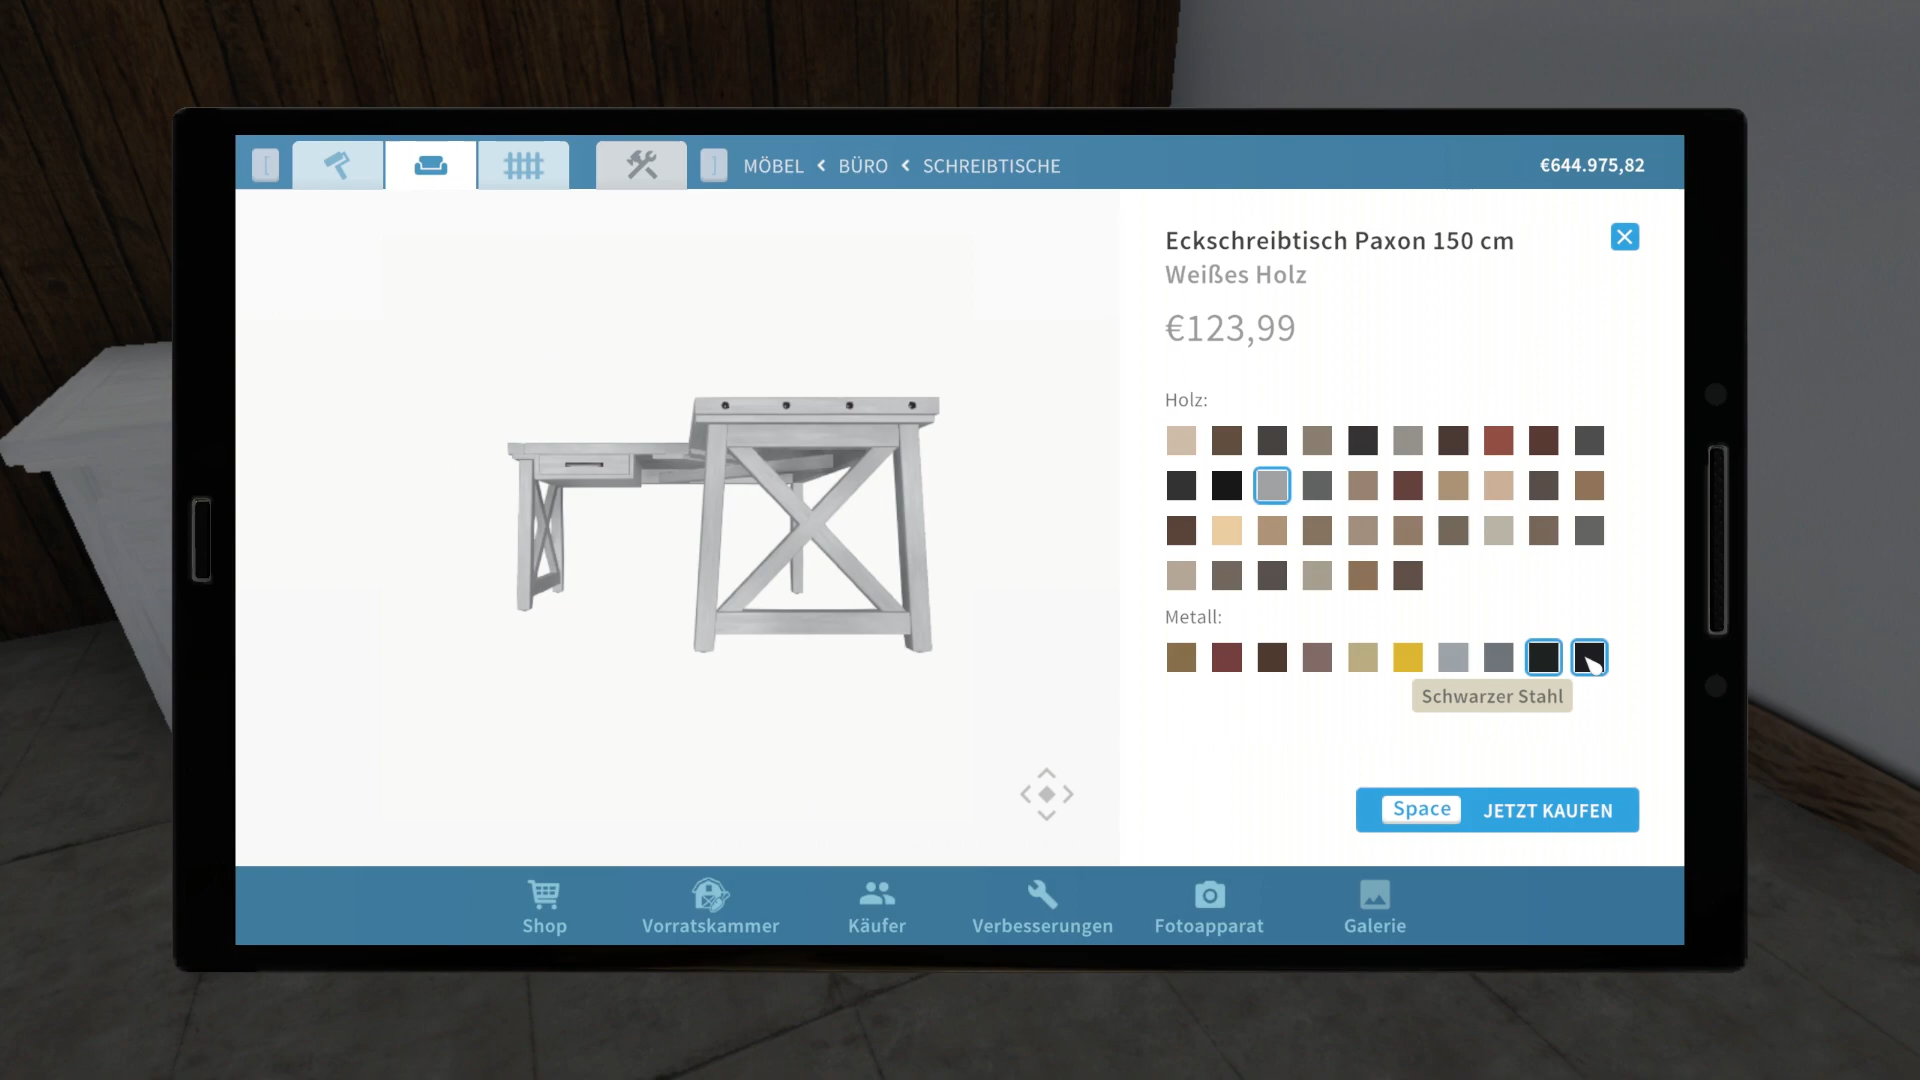 [
]
MÖBEL < BÜRO < SCHREIBTISCHE
€644.975,82
Eckschreibtisch Paxon 150 cm
Weißes Holz
€123,99
Holz:
Metall:
Schwarzer Stahl
Space JETZT KAUFEN
Shop
Vorratskammer
Käufer
Verbesserungen
Fotoapparat
Galerie